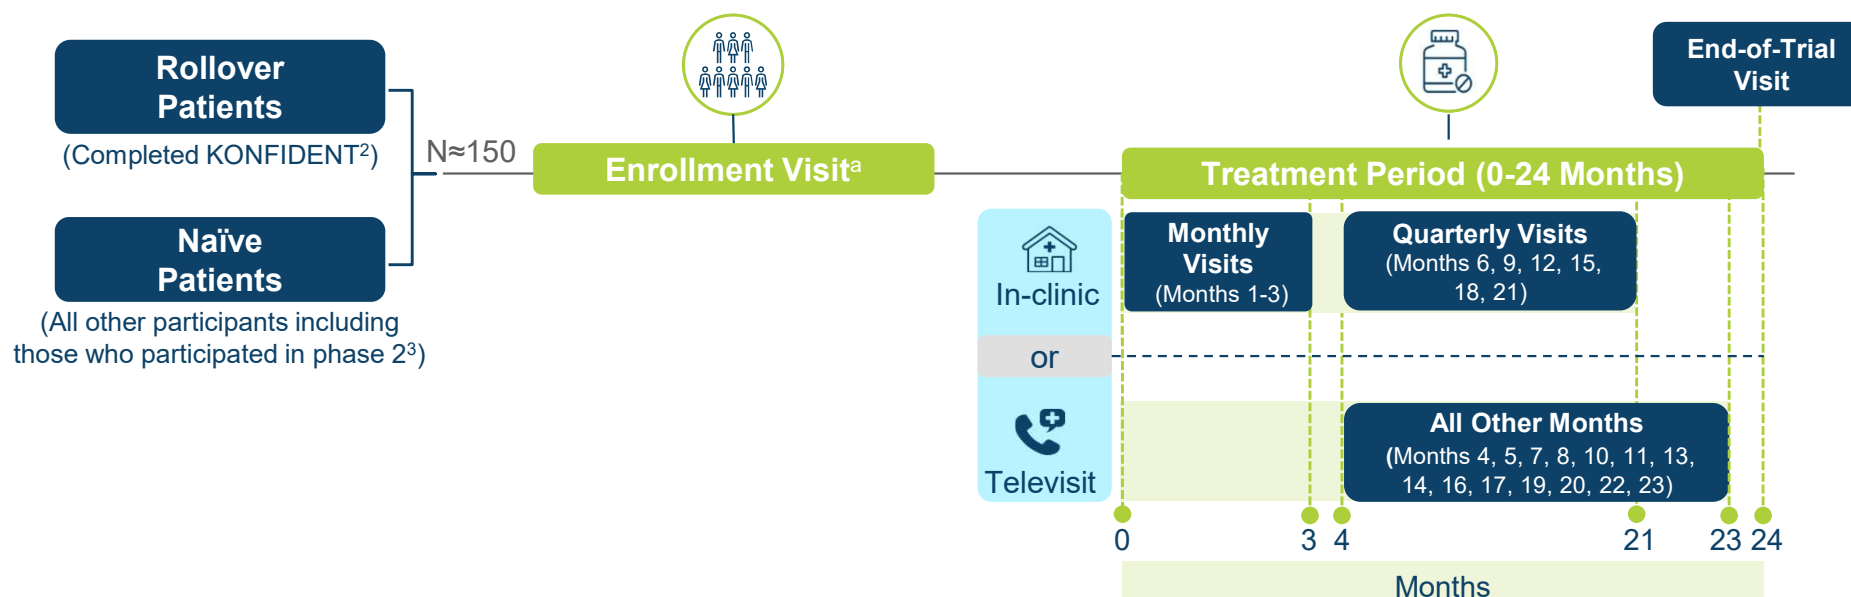 Rollover
Patients
(Completed KONFIDENT²)
Naïve
Patients
(All other participants including
those who participated in phase 2³)
N≈150
Enrollment Visitᵃ
Treatment Period (0-24 Months)
End-of-Trial
Visit
In-clinic
or
Televisit
Monthly
Visits
(Months 1-3)
Quarterly Visits
(Months 6, 9, 12, 15,
18, 21)
All Other Months
(Months 4, 5, 7, 8, 10, 11, 13,
14, 16, 17, 19, 20, 22, 23)
0 3 4 21 23 24
Months